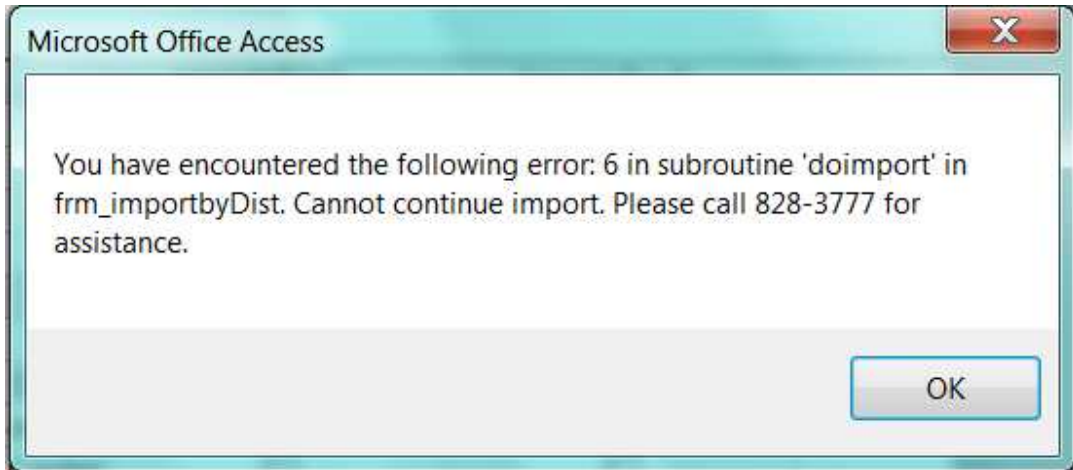 Microsoft Office Access
You have encountered the following error: 6 in subroutine 'doimport' in
frm_importbyDist. Cannot continue import. Please call 828-3777 for
assistance.
OK